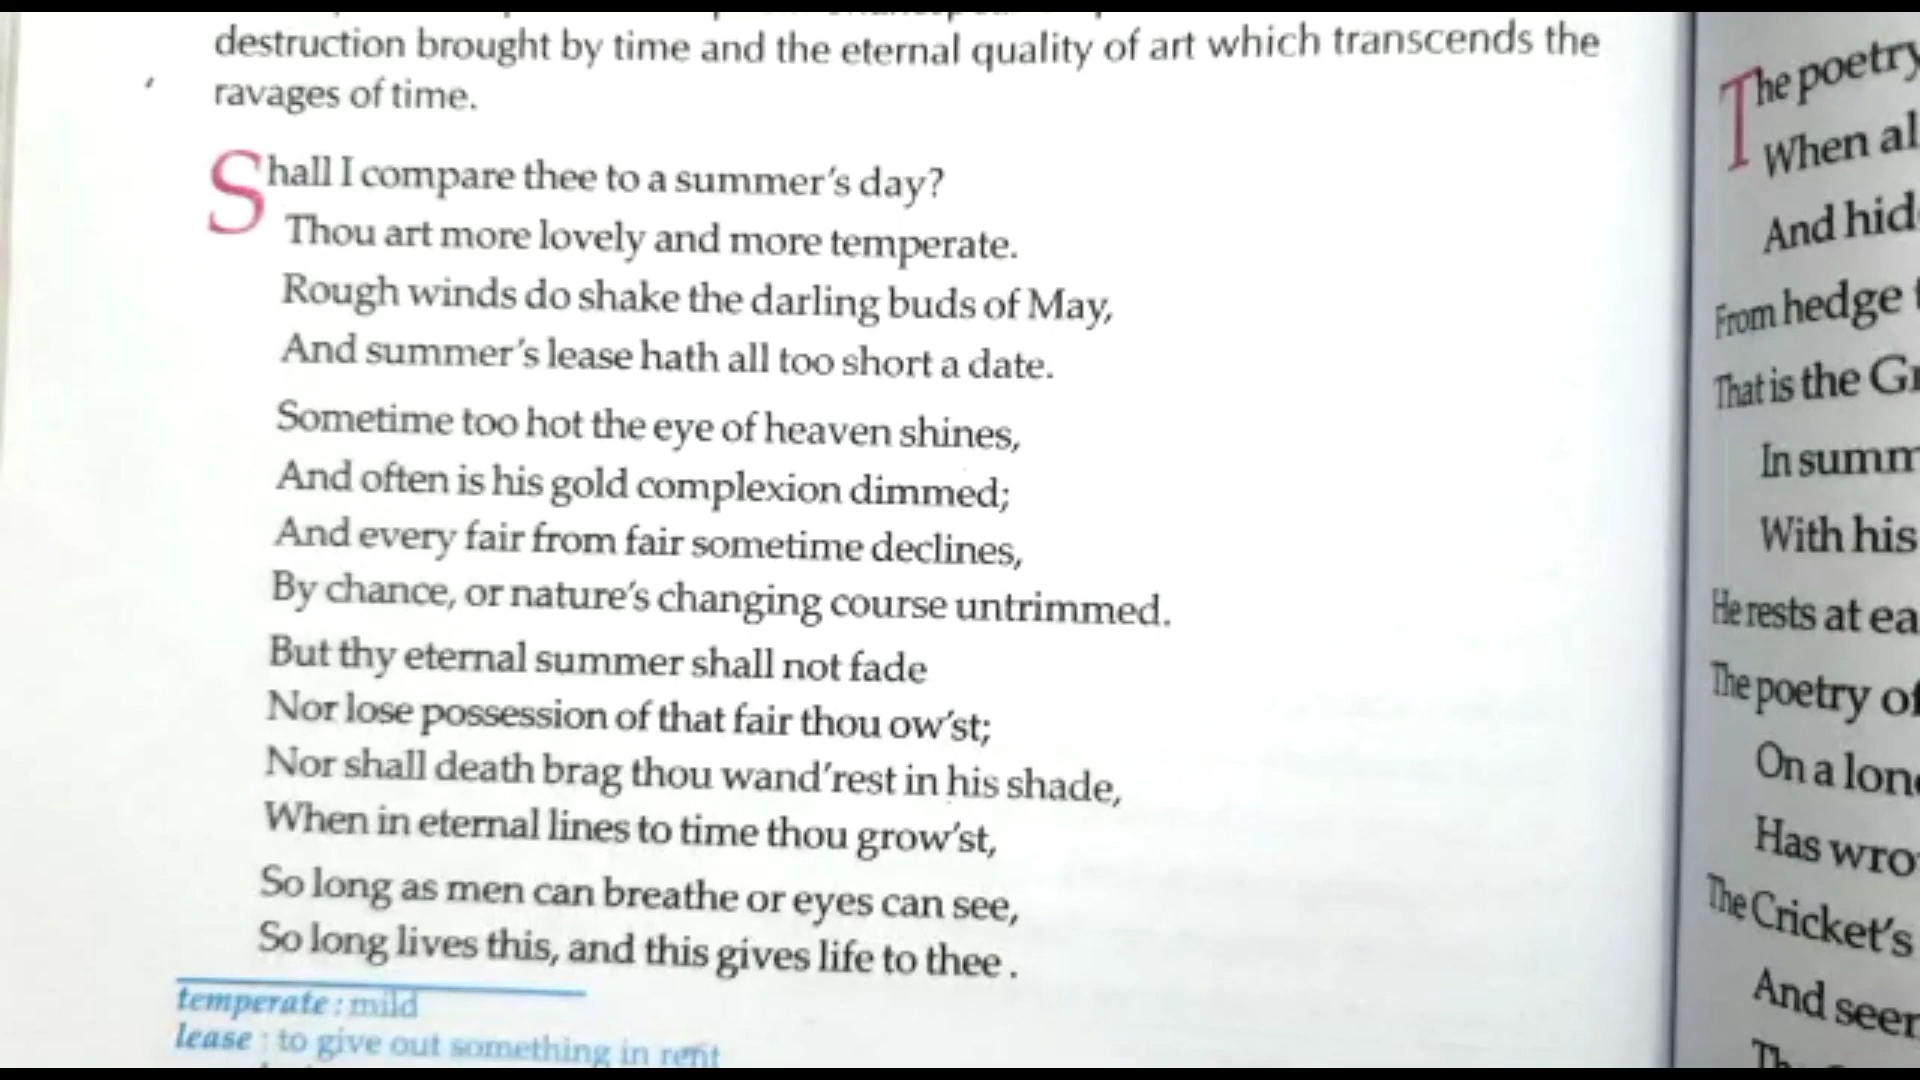 destruction brought by time and the eternal quality of art which transcends the
ravages of time.
Shall I compare thee to a summer's day?
Thou art more lovely and more temperate.
Rough winds do shake the darling buds of May,
And summer's lease hath all too short a date.
Sometime too hot the eye of heaven shines,
And often is his gold complexion dimmed;
And every fair from fair sometime declines,
By chance, or nature's changing course untrimmed.
But thy eternal summer shall not fade
Nor lose possession of that fair thou ow'st;
Nor shall death brag thou wand'rest in his shade,
When in eternal lines to time thou grow'st,
So long as men can breathe or eyes can see,
So long lives this, and this gives life to thee.
temperate : mild
lease : to give out something in rent
The poetry
When al
And hid
From hedge
That is the Gr
In summ
With his
He rests at ea
The poetry of
On a lon
Has wro
The Cricket's
And seem